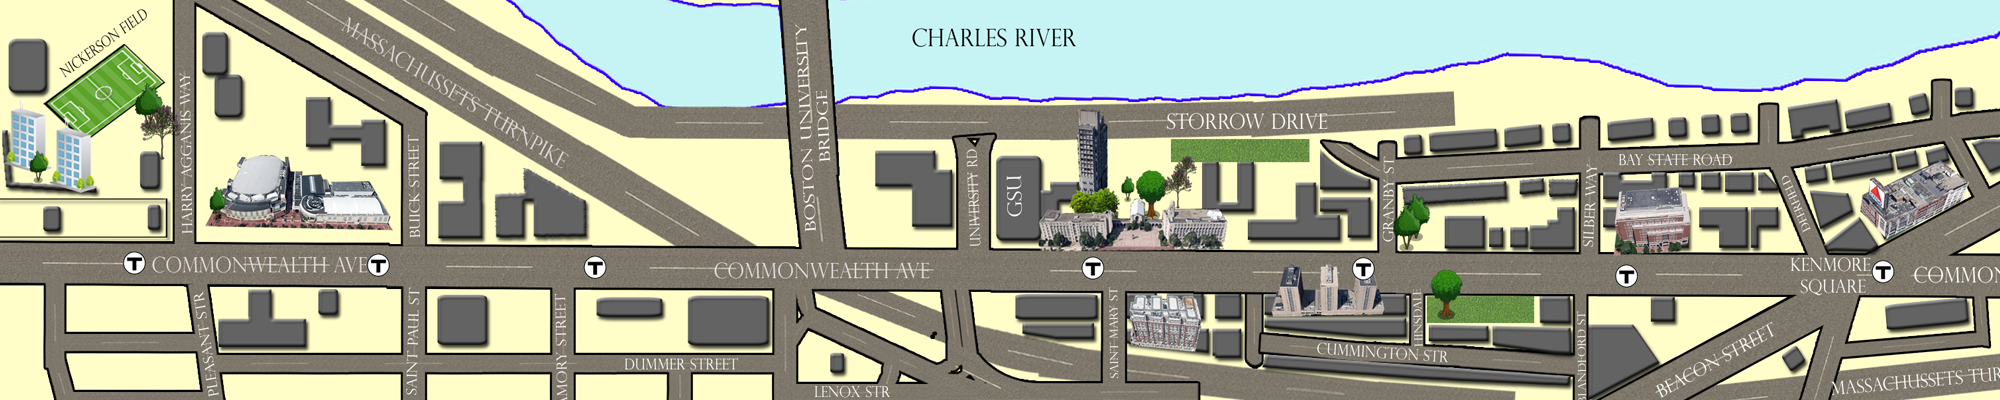 NICKERSON FIELD
HARRY AGGANIS WAY
MASSACHUSSETS TURNPIKE
BUICK STREET
BOSTON UNIVERSITY
BRIDGE
CHARLES RIVER
STORROW DRIVE
UNIVERSITY RD
GSU
GRANBY ST
BAY STATE ROAD
SILBER WAY
DEERFIELD
T
COMMONWEALTH AVE
T
T
COMMONWEALTH AVE
T
T
T
KENMORE
SQUARE
T
COMMON
PLEASANT STR
SAINT PAUL ST
AMORY STREET
DUMMER STREET
LENOX STR
SAINT MARY ST
HINSDALE
CUMMINGTON STR
LANDFORD ST
BEACON STREET
MASSACHUSSETS TUR